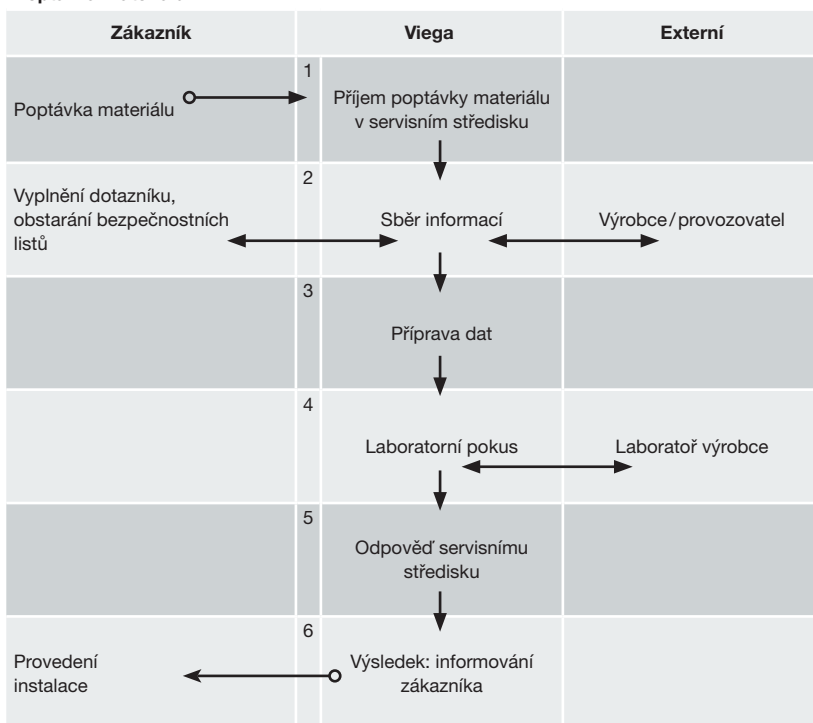 Zákazník Viega Externí
1
Poptávka materiálu
Příjem poptávky materiálu
v servisním středisku
2
Vyplnění dotazníku,
obstarání bezpečnostních
listů
Sběr informací
Výrobce/provozovatel
3
Příprava dat
4
Laboratorní pokus
Laboratoř výrobce
5
Odpověď servisnímu
středisku
6
Provedení
instalace
Výsledek: informování
zákazníka